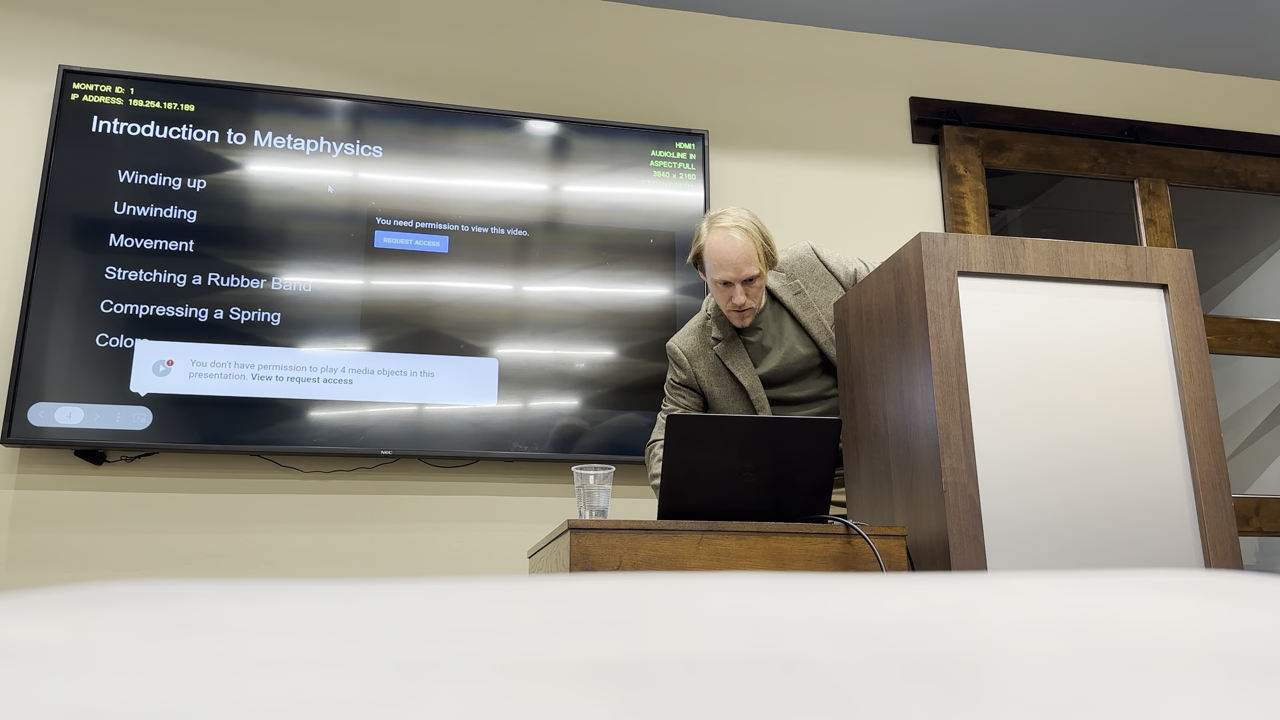 MONITOR ID: 1
IP ADDRESS: 169.254.167.189
Introduction to Metaphysics
HDMI1
AUDIO:LINE IN
ASPECT:FULL
3840 x 2160
Winding up
Unwinding
Movement
Stretching a Rubber Band
Compressing a Spring
You need permission to view this video.
REQUEST ACCESS
You don't have permission to play 4 media objects in this
presentation. View to request access
4
NEC